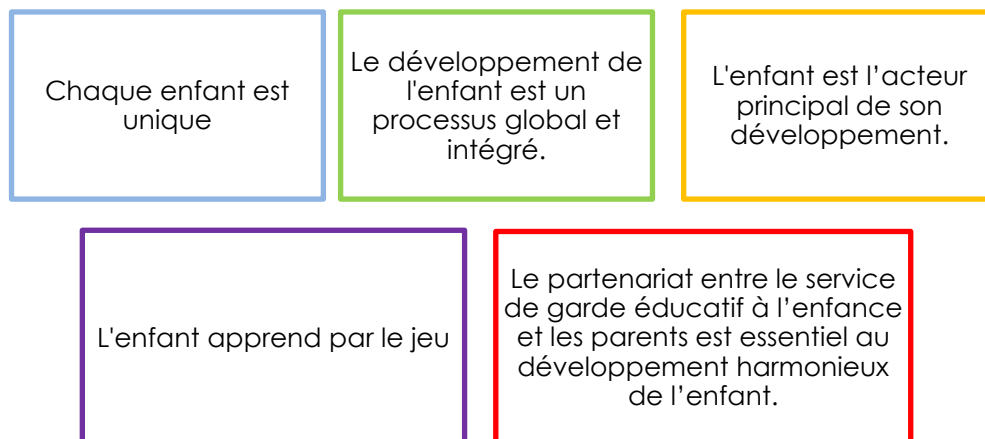 Chaque enfant est
unique
Le développement de
l'enfant est un
processus global et
intégré.
L'enfant est l’acteur
principal de son
développement.
L'enfant apprend par le jeu
Le partenariat entre le service
de garde éducatif à l’enfance
et les parents est essentiel au
développement harmonieux
de l’enfant.